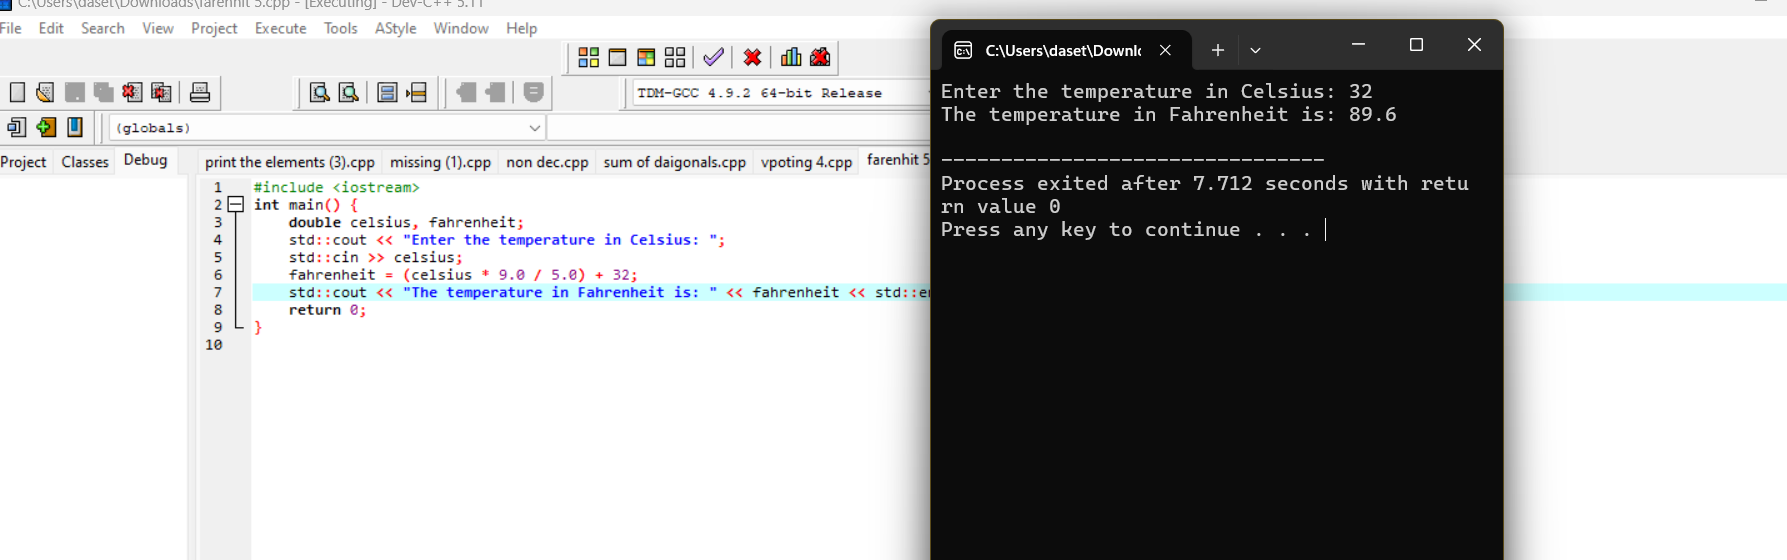 C:\Users\daset\Downloads\farenhit 5.cpp - [Executing] - Dev-C++ 5.11
File Edit Search View Project Execute Tools AStyle Window Help
TDM-GCC 4.9.2 64-bit Release
(globals)
Project Classes Debug
print the elements (3).cpp missing (1).cpp non dec.cpp sum of daigonals.cpp vpoting 4.cpp farenhit 5
1 #include <iostream>
2 int main() {
3 double celsius, fahrenheit;
4 std::cout << "Enter the temperature in Celsius: ";
5 std::cin >> celsius;
6 fahrenheit = (celsius * 9.0 / 5.0) + 32;
7 std::cout << "The temperature in Fahrenheit is: " << fahrenheit << std::e
8 return 0;
9 }
10
C:\Users\daset\Downl
Enter the temperature in Celsius: 32
The temperature in Fahrenheit is: 89.6
--------------------------------
Process exited after 7.712 seconds with retu
rn value 0
Press any key to continue . . .